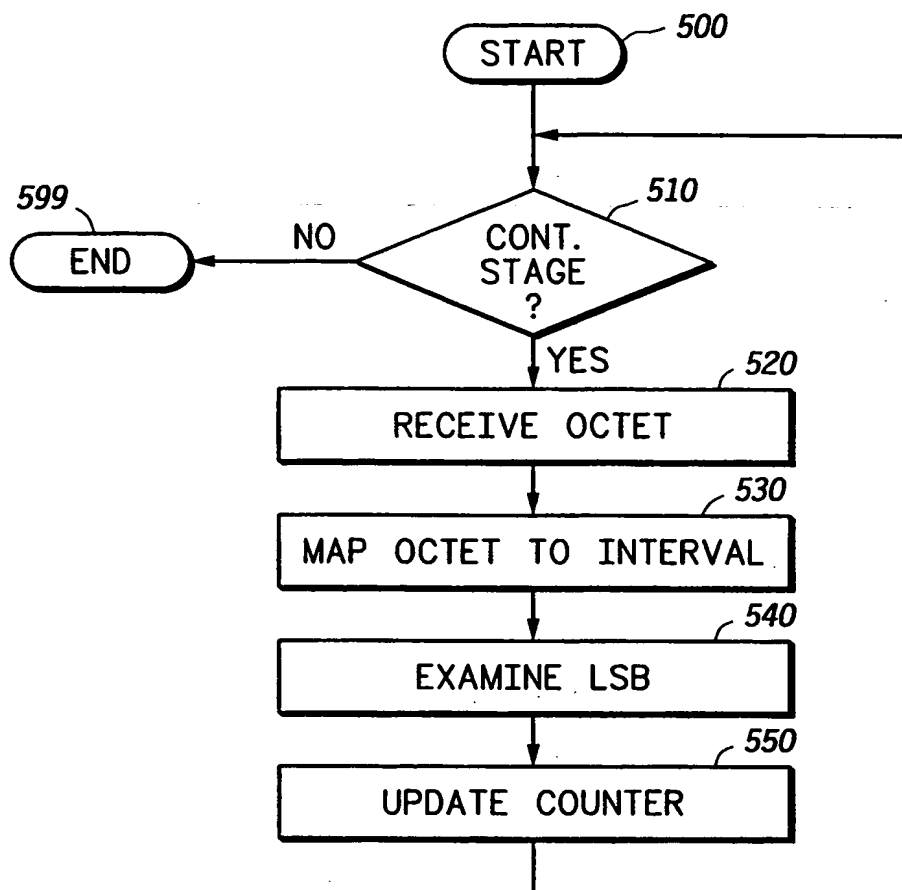 500
START
510
599
NO
CONT.
STAGE
?
END
YES
520
RECEIVE OCTET
530
MAP OCTET TO INTERVAL
540
EXAMINE LSB
550
UPDATE COUNTER